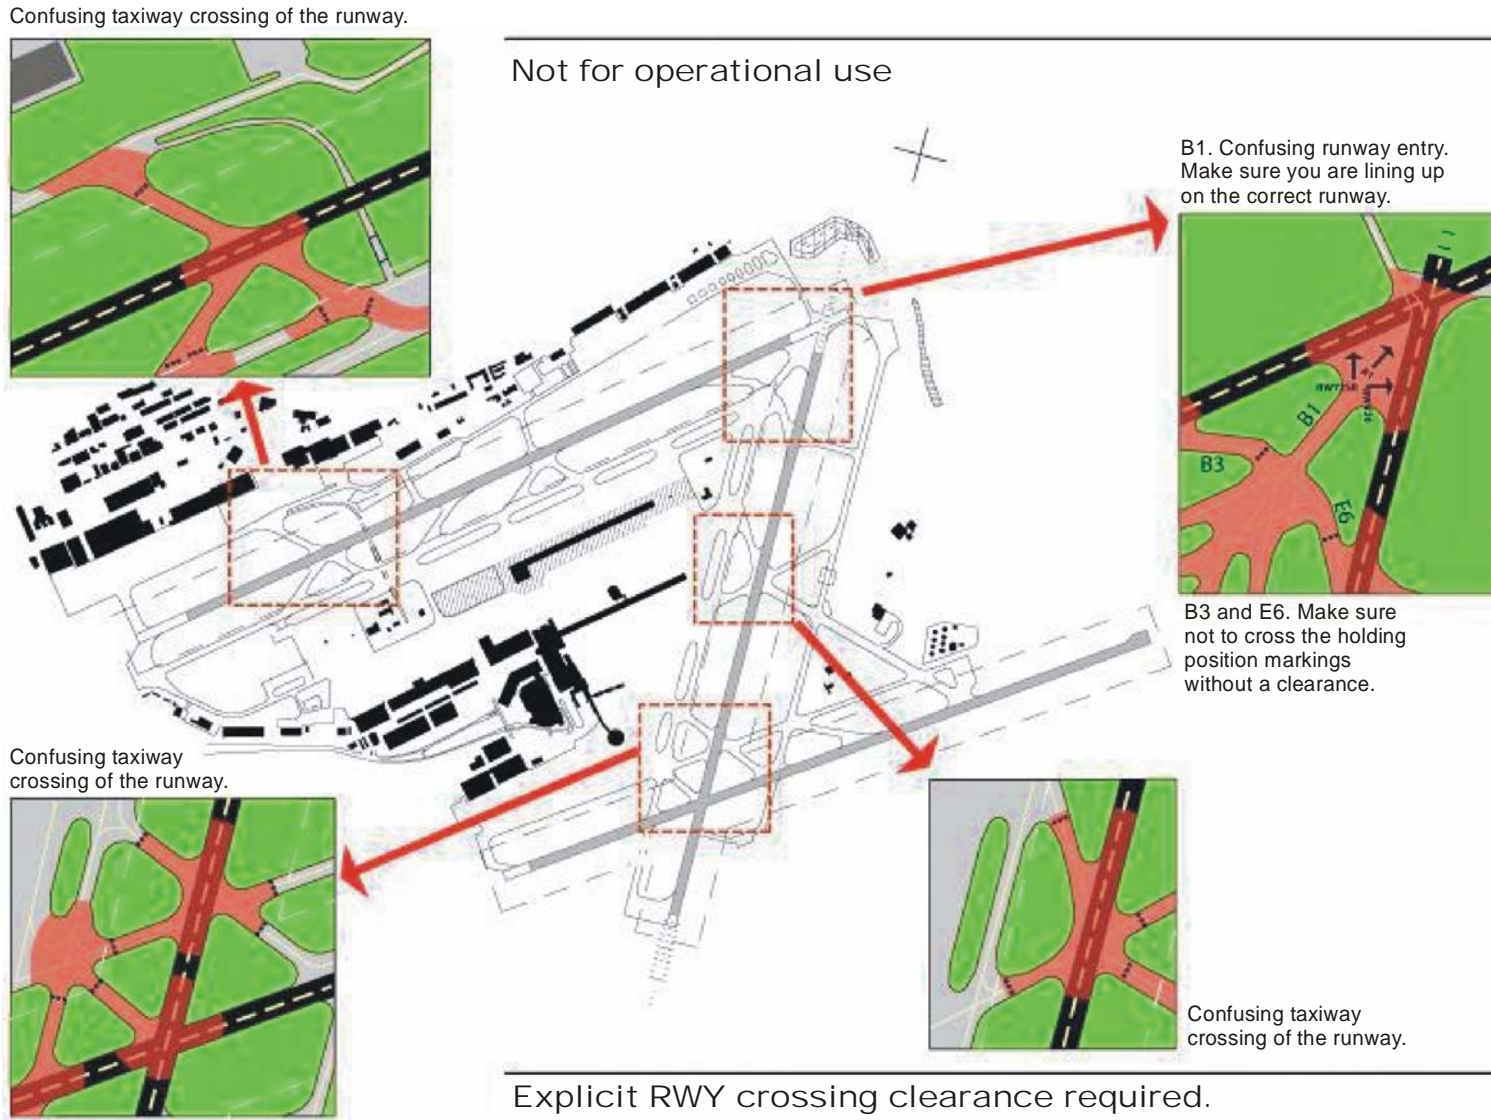 Confusing taxiway crossing of the runway.
Not for operational use
B1. Confusing runway entry.
Make sure you are lining up
on the correct runway.
B1
B3
E6
B3 and E6. Make sure
not to cross the holding
position markings
without a clearance.
Confusing taxiway
crossing of the runway.
Confusing taxiway
crossing of the runway.
Explicit RWY crossing clearance required.